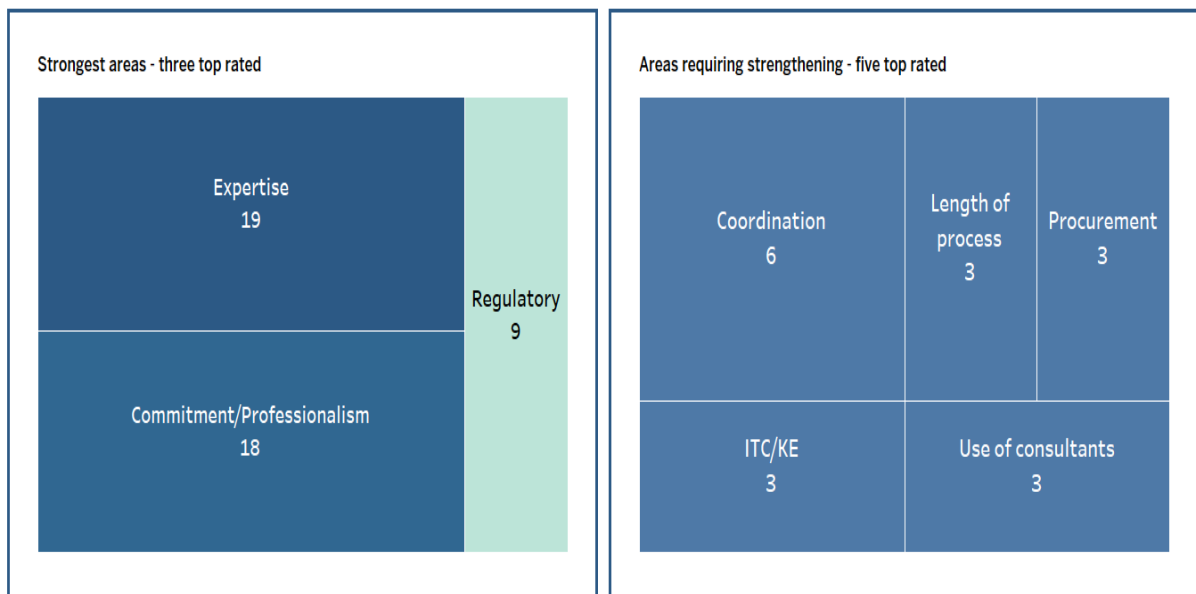 Strongest areas - three top rated
Expertise
19
Commitment/Professionalism
18
Regulatory
9
Areas requiring strengthening - five top rated
Coordination
6
Length of
process
3
Procurement
3
ITC/KE
3
Use of consultants
3